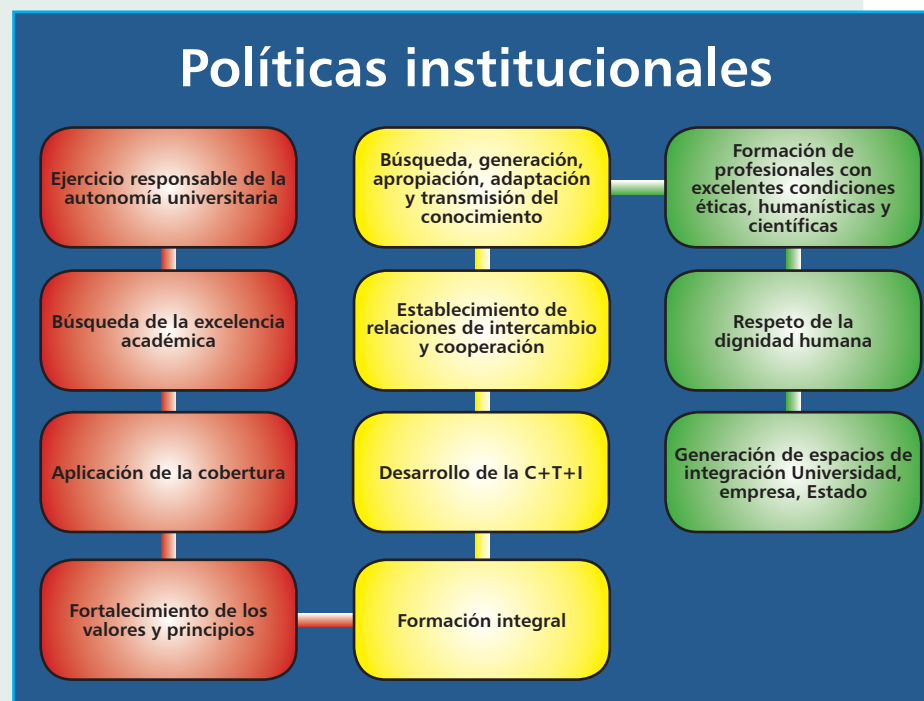 Políticas institucionales
Ejercicio responsable de la
autonomía universitaria
Búsqueda de la excelencia
académica
Aplicación de la cobertura
Fortalecimiento de los
valores y principios
Formación integral
Desarrollo de la C+T+I
Establecimiento de
relaciones de intercambio
y cooperación
Búsqueda, generación,
apropiación, adaptación
y transmisión del
conocimiento
Formación de
profesionales con
excelentes condiciones
éticas, humanísticas y
científicas
Respeto de la
dignidad humana
Generación de espacios de
integración Universidad,
empresa, Estado